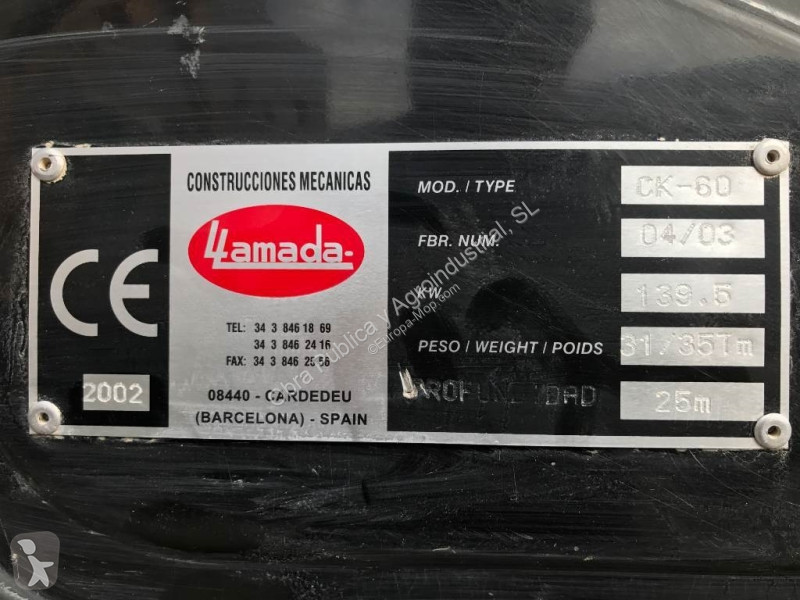 CE
2002
CONSTRUCCIONES MECANICAS
Llamada-
TEL: 34 3 846 18 69
34 3 846 24 16
FAX: 34 3 846 25 56
08440 - CARDEDEU
(BARCELONA) - SPAIN
MOD. / TYPE CK-60
FBR. NUM. 04/03
KW 139.5
PESO / WEIGHT / POIDS 31/35Tm
PROFUNDIDAD 25m
Obra Publica y Agroindustrial, SL
©Europa-Mop.com